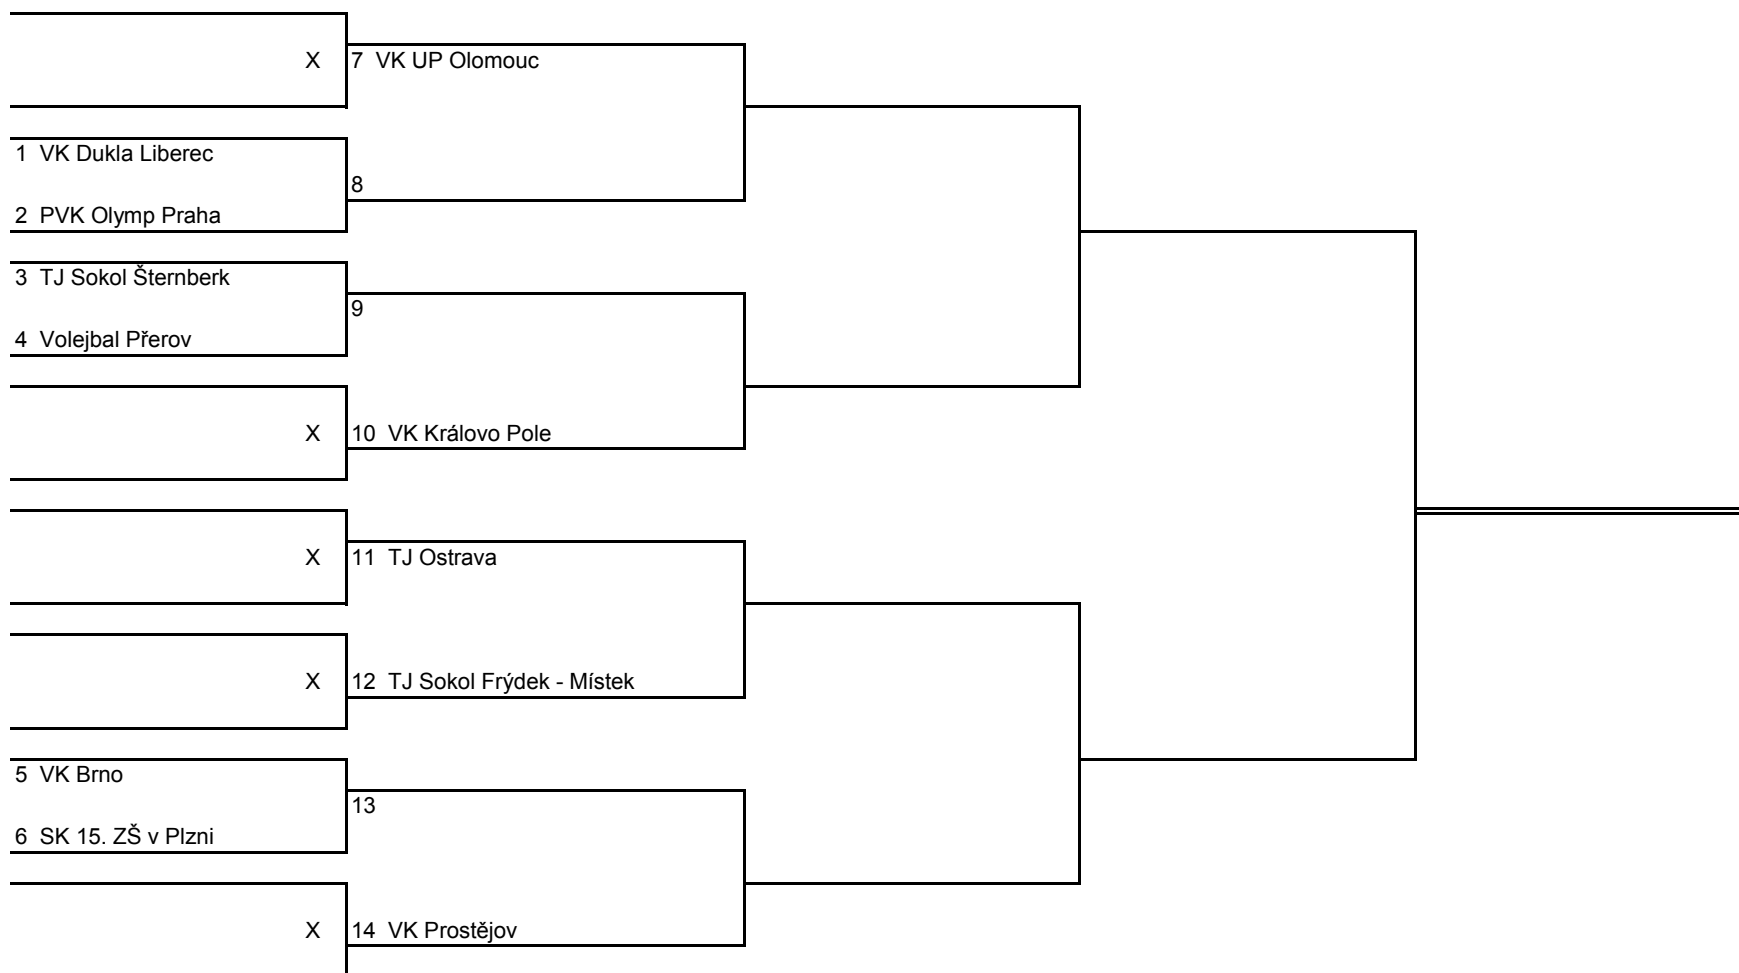 X
7 VK UP Olomouc
1 VK Dukla Liberec
8
2 PVK Olymp Praha
3 TJ Sokol Šternberk
9
4 Volejbal Přerov
X
10 VK Královo Pole
X
11 TJ Ostrava
X
12 TJ Sokol Frýdek - Místek
5 VK Brno
13
6 SK 15. ZŠ v Plzni
X
14 VK Prostějov